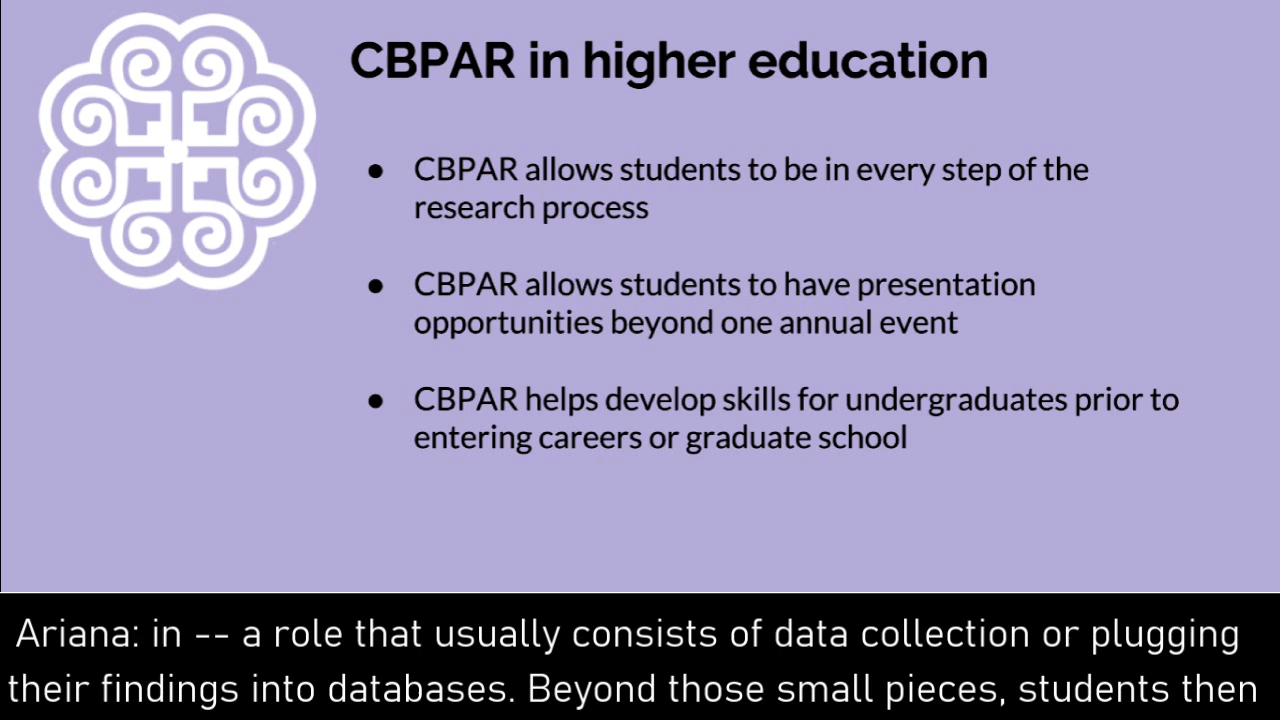 CBPAR in higher education
● CBPAR allows students to be in every step of the
research process
● CBPAR allows students to have presentation
opportunities beyond one annual event
● CBPAR helps develop skills for undergraduates prior to
entering careers or graduate school
Ariana: in -- a role that usually consists of data collection or plugging
their findings into databases. Beyond those small pieces, students then